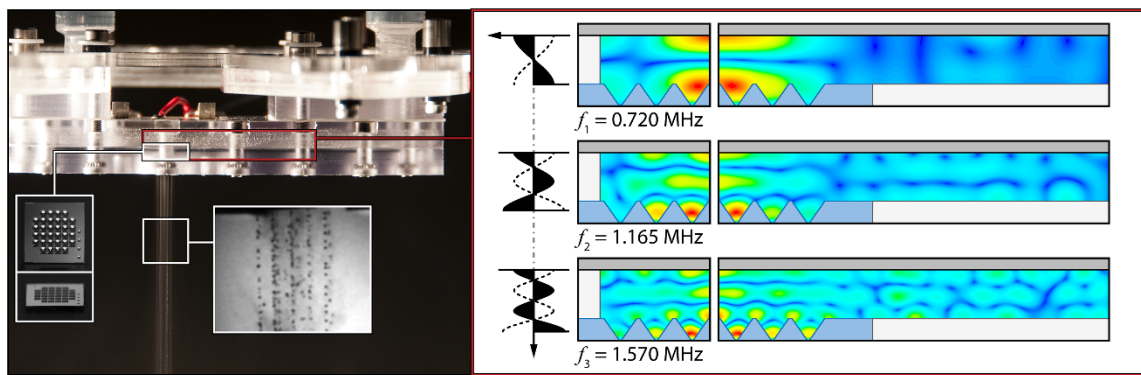 f₁ = 0.720 MHz
f₂ = 1.165 MHz
f₃ = 1.570 MHz